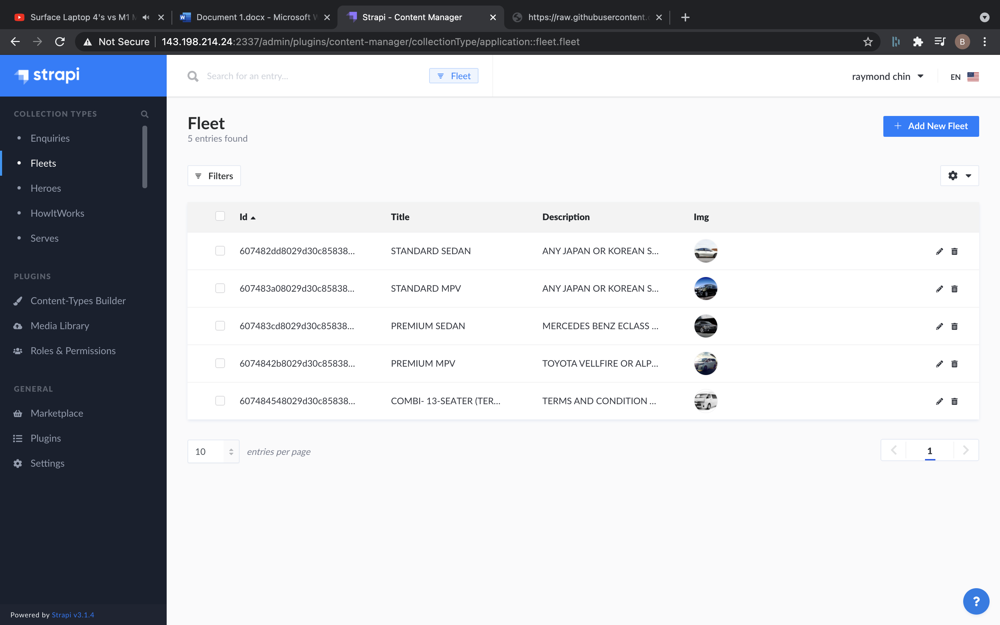 Surface Laptop 4's vs M1
Document 1.docx - Microsoft W
Strapi - Content Manager
https://raw.githubusercontent.c
Not Secure
143.198.214.24:2337/admin/plugins/content-manager/collectionType/application::fleet.fleet
B
strapi
Search for an entry...
Fleet
raymond chin
EN
COLLECTION TYPES
Enquiries
Fleets
Heroes
HowItWorks
Serves
PLUGINS
Content-Types Builder
Media Library
Roles & Permissions
GENERAL
Marketplace
Plugins
Settings
Powered by Strapi v3.1.4
Fleet
5 entries found
Add New Fleet
Filters
Id Title Description Img
607482dd8029d30c85838... STANDARD SEDAN ANY JAPAN OR KOREAN S...
607483a08029d30c85838... STANDARD MPV ANY JAPAN OR KOREAN S...
607483cd8029d30c85838... PREMIUM SEDAN MERCEDES BENZ ECLASS ...
6074842b8029d30c85838... PREMIUM MPV TOYOTA VELLFIRE OR ALP...
607484548029d30c85838... COMBI- 13-SEATER (TER... TERMS AND CONDITION ...
10 entries per page
1
?